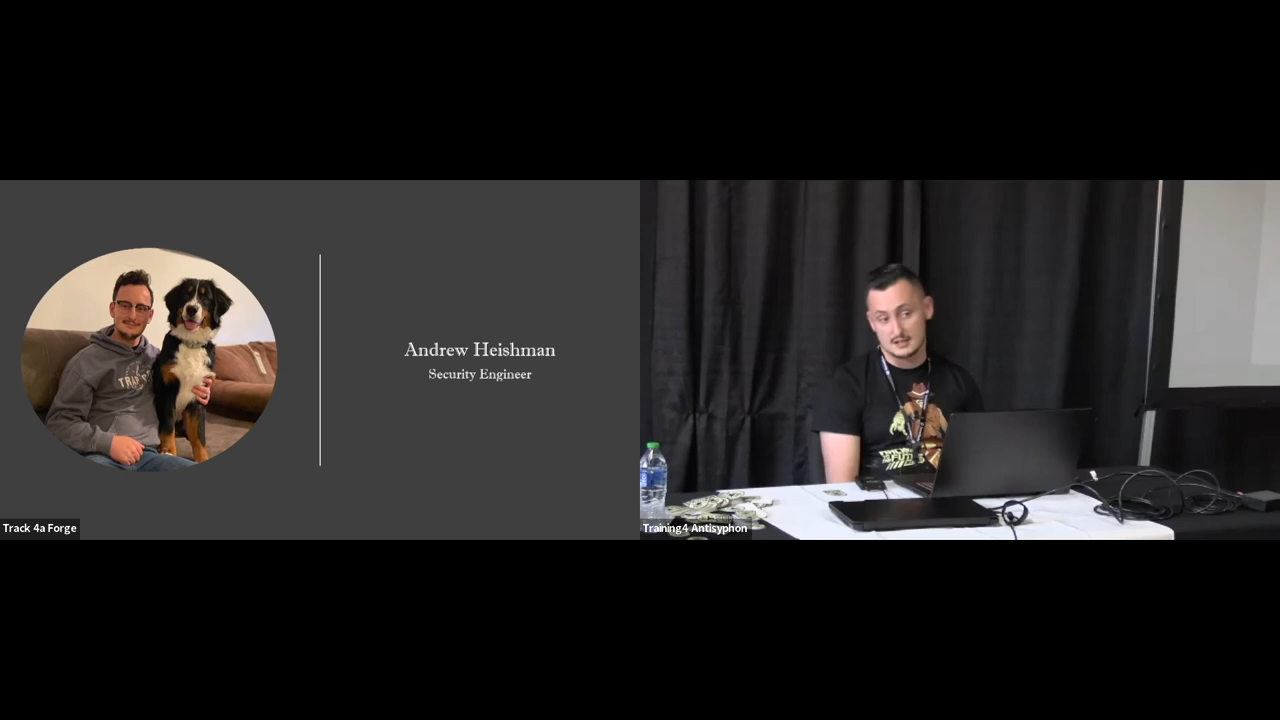 Andrew Heishman
Security Engineer
Track 4a Forge
Training4 Antisyphon